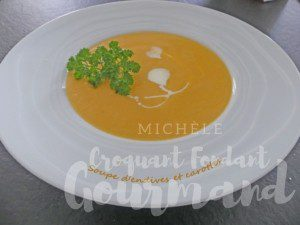 MICHÈLE
Croquant Fondant
Gourmand
Soupe d'endives et carottes